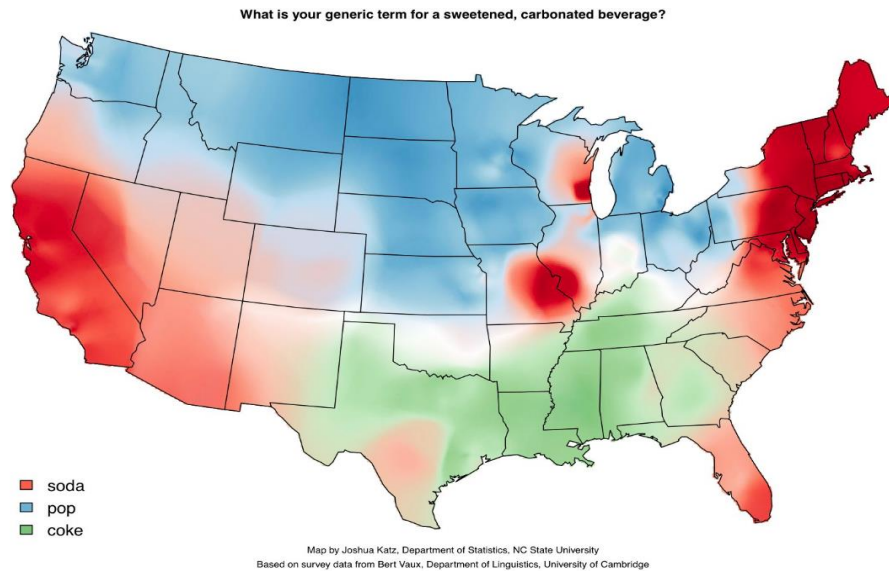 What is your generic term for a sweetened, carbonated beverage?
soda
pop
coke
Map by Joshua Katz, Department of Statistics, NC State University
Based on survey data from Bert Vaux, Department of Linguistics, University of Cambridge